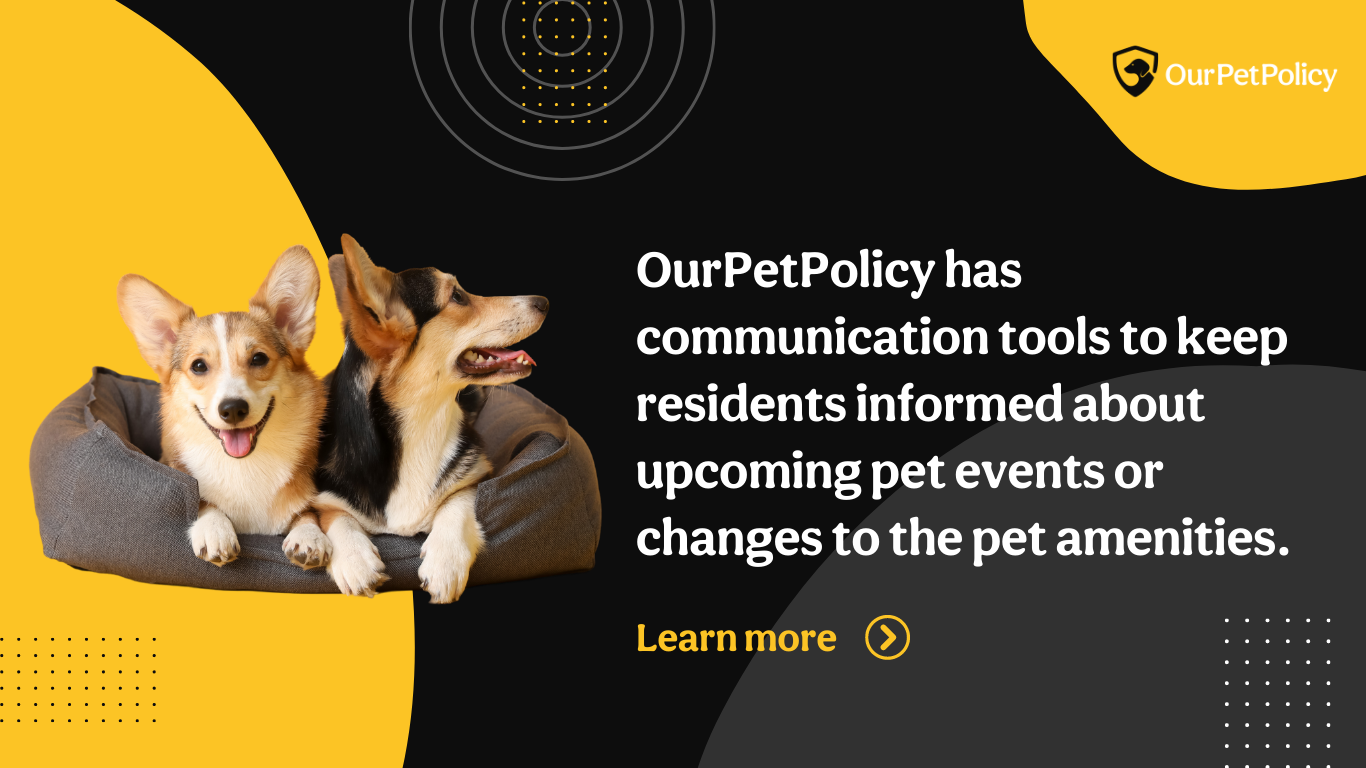 OurPetPolicy
OurPetPolicy has
communication tools to keep
residents informed about
upcoming pet events or
changes to the pet amenities.
Learn more